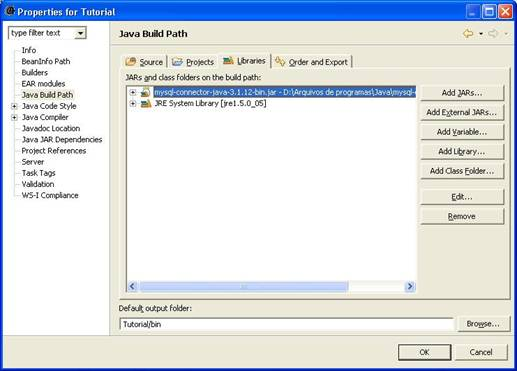 Properties for Tutorial
type filter text
Info
BeanInfo Path
Builders
EAR modules
Java Build Path
Java Code Style
Java Compiler
Javadoc Location
Java JAR Dependencies
Project References
Server
Task Tags
Validation
WS-I Compliance
Java Build Path
Source
Projects
Libraries
Order and Export
JARs and class folders on the build path:
mysql-connector-java-3.1.12-bin.jar - D:\Arquivos de programas\Java\mysql-
JRE System Library [jre1.5.0_05]
Add JARs...
Add External JARs...
Add Variable...
Add Library...
Add Class Folder...
Edit...
Remove
Default output folder:
Tutorial/bin
Browse...
OK
Cancel